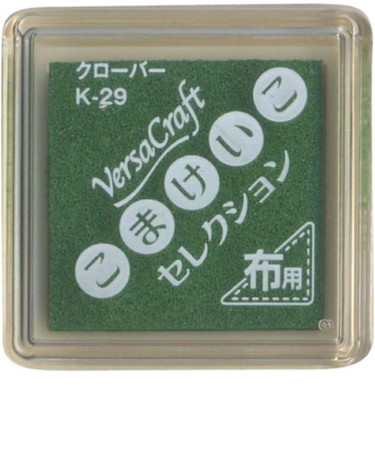 クローバー
K-29
VersaCraft
こまけいこ
セレクション
布用